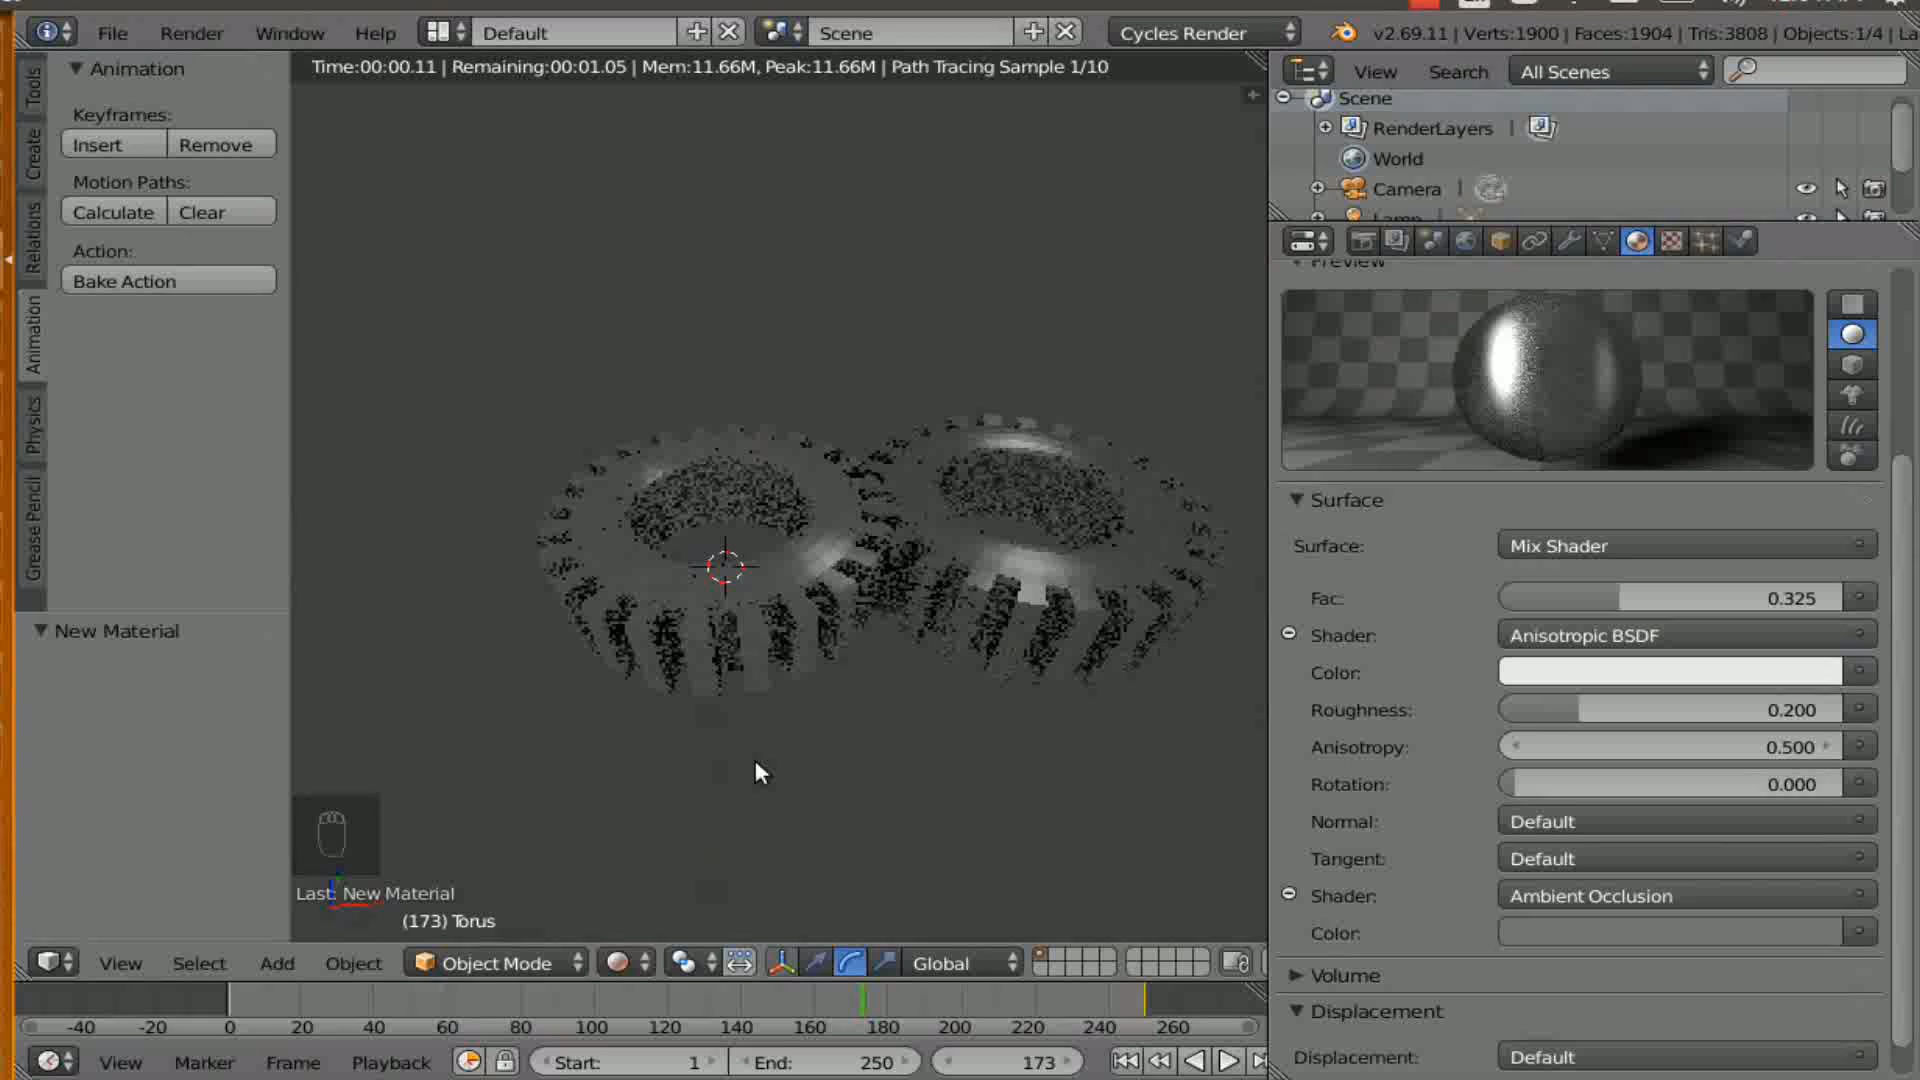 File Render Window Help Default Scene Cycles Render v2.69.11 | Verts:1900 | Faces:1904 | Tris:3808 | Objects:1/4 | La
Tools
Create
Relations
Animation
Physics
Grease Pencil
Animation
Keyframes:
Insert Remove
Motion Paths:
Calculate Clear
Action:
Bake Action
New Material
Time:00:00.11 | Remaining:00:01.05 | Mem:11.66M, Peak:11.66M | Path Tracing Sample 1/10
Last: New Material
(173) Torus
View Search All Scenes
Scene
RenderLayers |
World
Camera |
Lamp
Preview
Surface
Surface: Mix Shader
Fac: 0.325
Shader: Anisotropic BSDF
Color:
Roughness: 0.200
Anisotropy: 0.500
Rotation: 0.000
Normal: Default
Tangent: Default
Shader: Ambient Occlusion
Color:
Volume
Displacement
Displacement: Default
View Select Add Object Object Mode Global
-40 -20 0 20 40 60 80 100 120 140 160 180 200 220 240 260
View Marker Frame Playback Start: 1 End: 250 173